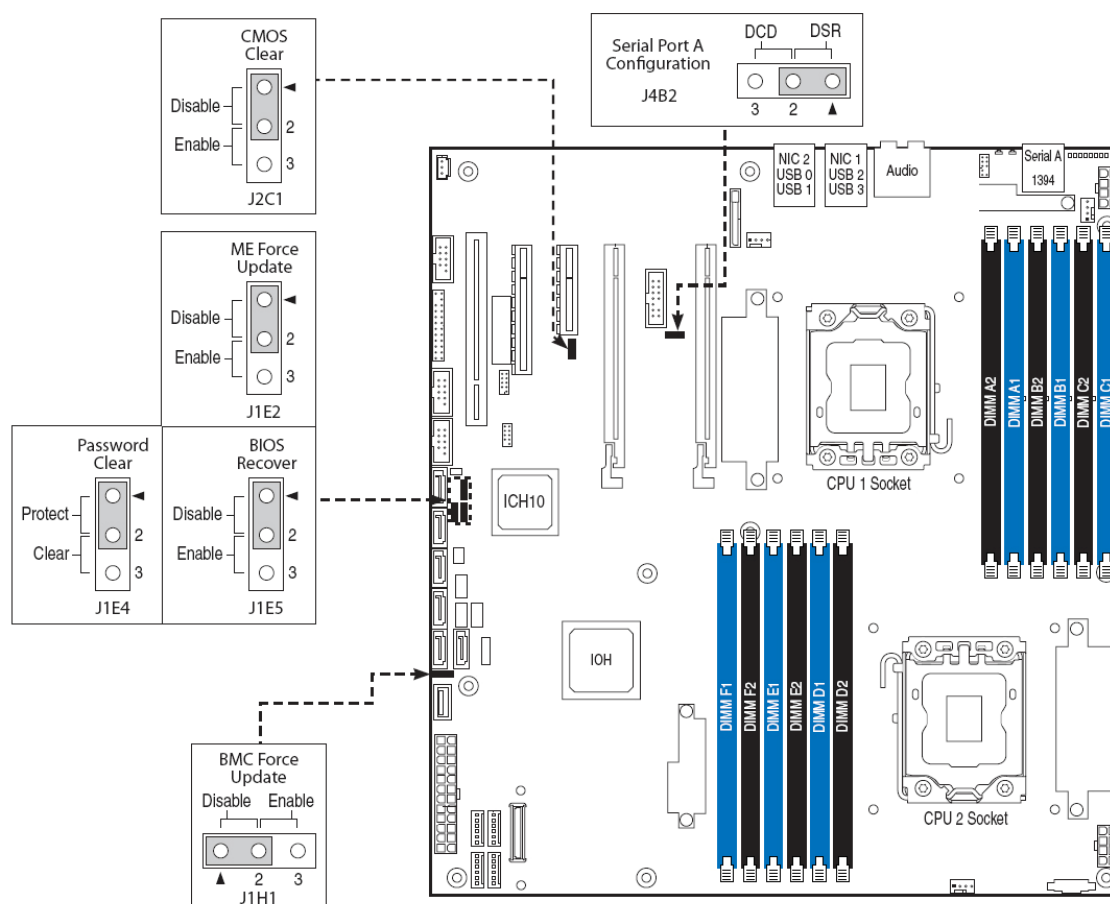 CMOS
Clear
Disable
Enable
2
3
J2C1
Serial Port A
Configuration
J4B2
DCD DSR
3 2
ME Force
Update
Disable
Enable
2
3
J1E2
Password
Clear
Protect
Clear
2
3
J1E4
BIOS
Recover
Disable
Enable
2
3
J1E5
BMC Force
Update
Disable Enable
2 3
J1H1
NIC 2
USB 0
USB 1
NIC 1
USB 2
USB 3
Audio
Serial A
1394
DIMM A2
DIMM A1
DIMM B2
DIMM B1
DIMM C2
DIMM C1
CPU 1 Socket
ICH10
IOH
DIMM F1
DIMM F2
DIMM E1
DIMM E2
DIMM D1
DIMM D2
CPU 2 Socket